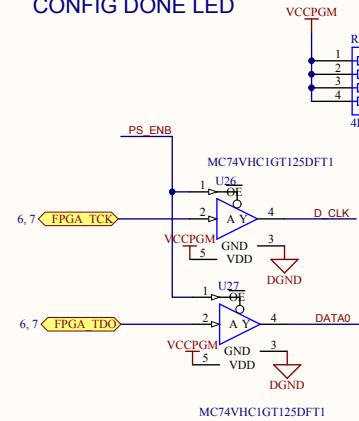 CONFIG DONE LED
VCCPGM
R
1
2
3
4
4
PS_ENB
MC74VHC1GT125DFT1
U26
1 OE
6, 7 FPGA_TCK 2 A Y 4 D_CLK
VCCPGM GND 3
5 VDD
DGND
U27
1 OE
6, 7 FPGA_TDO 2 A Y 4 DATA0
VCCPGM GND 3
5 VDD
DGND
MC74VHC1GT125DFT1